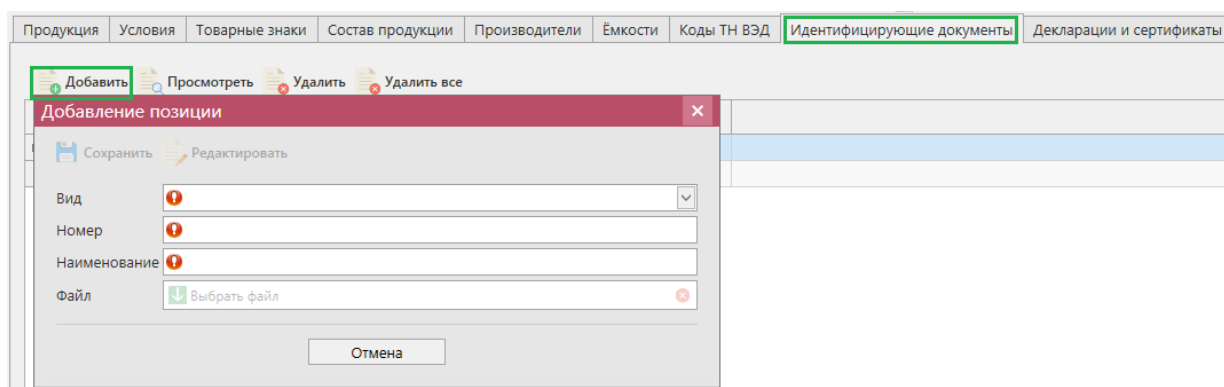 Продукция Условия Товарные знаки Состав продукции Производители Ёмкости Коды ТН ВЭД Идентифицирующие документы Декларации и сертификаты
Добавить Просмотреть Удалить Удалить все
Добавление позиции
Сохранить Редактировать
Вид
Номер
Наименование
Файл Выбрать файл
Отмена